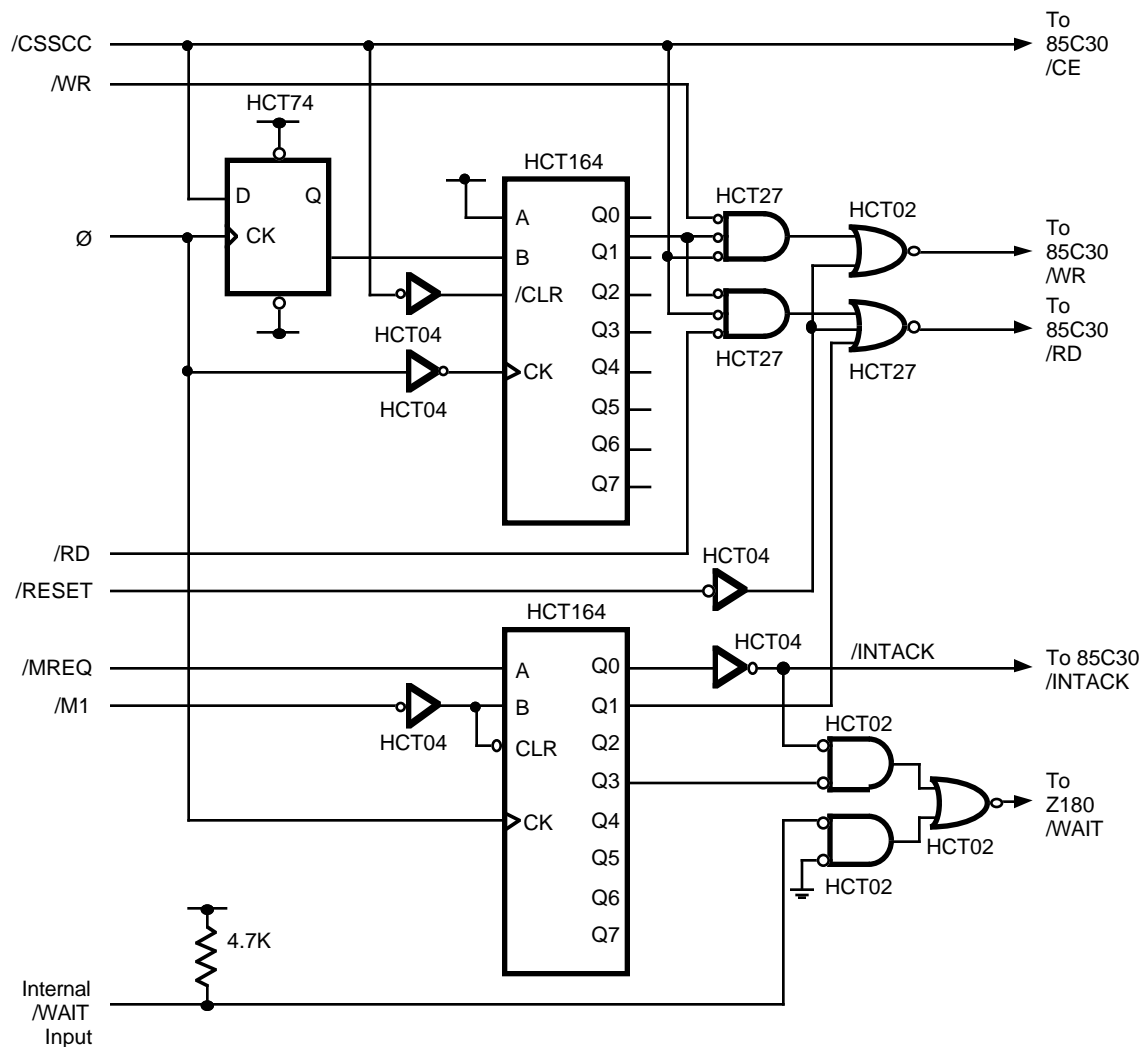 /CSSCC
To
85C30
/CE
/WR
HCT74
HCT164
D
Q
Ø
CK
A
B
/CLR
CK
HCT04
HCT04
Q0
Q1
Q2
Q3
Q4
Q5
Q6
Q7
HCT27
HCT27
HCT02
HCT27
To
85C30
/WR
To
85C30
/RD
/RD
/RESET
HCT04
HCT164
/MREQ
/M1
HCT04
A
B
CLR
CK
Q0
Q1
Q2
Q3
Q4
Q5
Q6
Q7
HCT04
/INTACK
To 85C30
/INTACK
HCT02
HCT02
HCT02
To
Z180
/WAIT
4.7K
Internal
/WAIT
Input